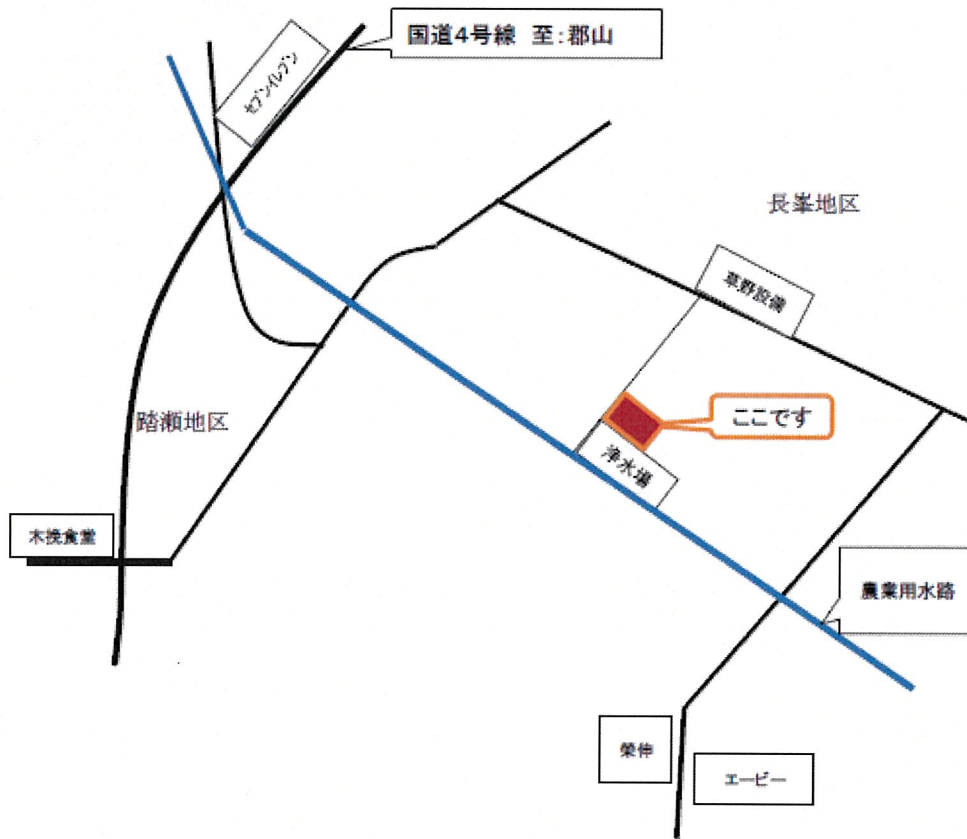 国道4号線 至:郡山
セブンイレブン
長峯地区
草野設備
ここです
踏瀬地区
浄水場
木挽食堂
農業用水路
榮伸
エービー